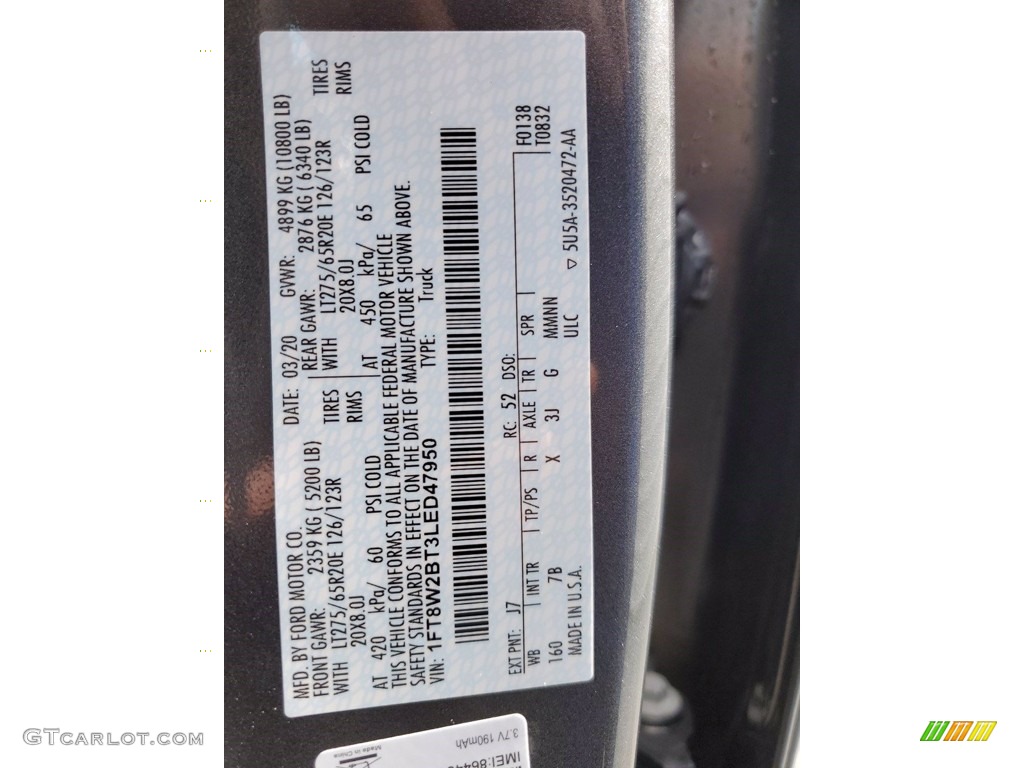 MFD. BY FORD MOTOR CO.
DATE: 03/20 GVWR: 4899 KG (10800 LB)
FRONT GAWR: 2359 KG ( 5200 LB) REAR GAWR: 2876 KG ( 6340 LB)
WITH LT275/65R20E 126/123R TIRES WITH LT275/65R20E 126/123R TIRES
20X8.0J RIMS 20X8.0J RIMS
AT 420 kPa/ 60 PSI COLD AT 450 kPa/ 65 PSI COLD
THIS VEHICLE CONFORMS TO ALL APPLICABLE FEDERAL MOTOR VEHICLE
SAFETY STANDARDS IN EFFECT ON THE DATE OF MANUFACTURE SHOWN ABOVE.
VIN: 1FT8W2BT3LED47950 TYPE: Truck
F0138
T0832
EXT PNT: J7 RC: 52 DSO:
WB INT TR TP/PS R AXLE TR SPR
160 7B X 3J G MMNN
ULC
MADE IN U.S.A. ▽ 5U5A-3520472-AA
3.7V 190mAh
Made in China
GTCARLOT.COM